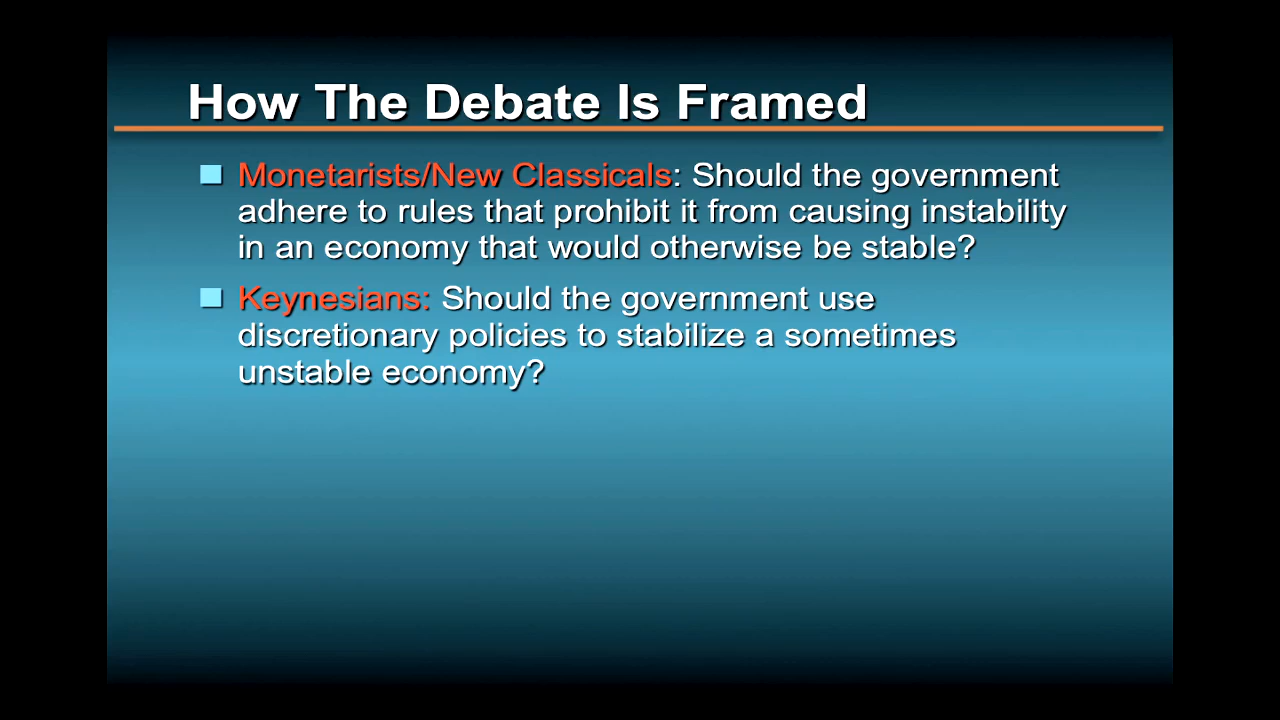 How The Debate Is Framed
Monetarists/New Classicals: Should the government
adhere to rules that prohibit it from causing instability
in an economy that would otherwise be stable?
Keynesians: Should the government use
discretionary policies to stabilize a sometimes
unstable economy?